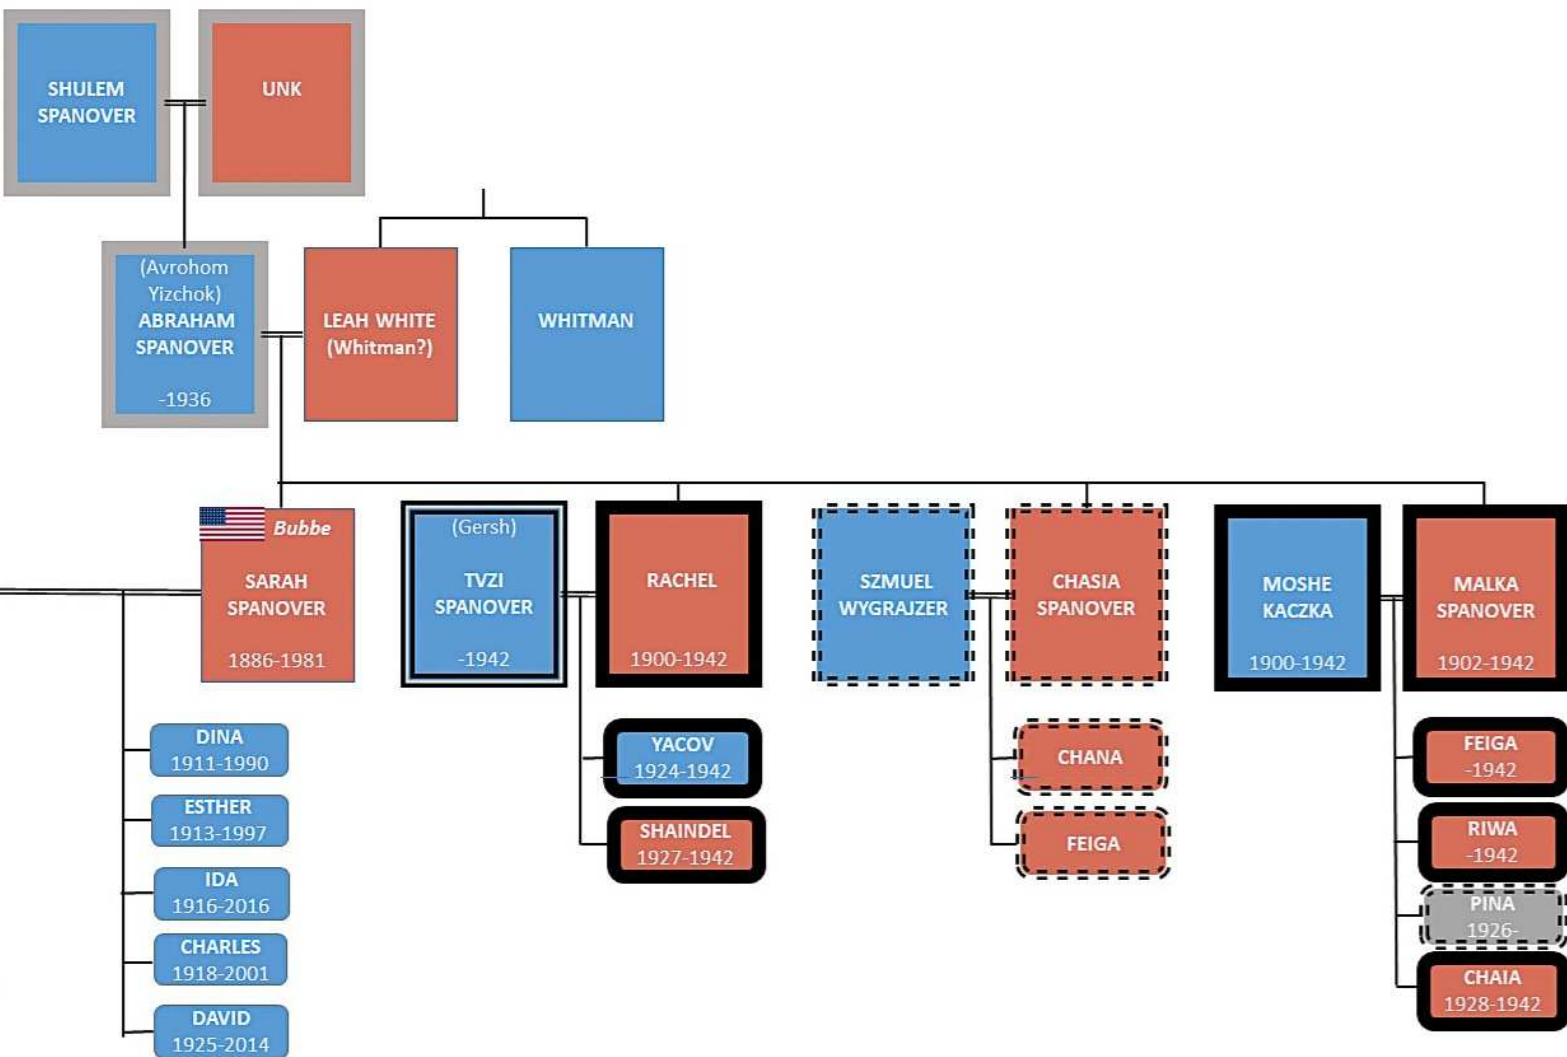 SHULEM
SPANOVER
UNK
(Avrohom
Yizchok)
ABRAHAM
SPANOVER
-1936
LEAH WHITE
(Whitman?)
WHITMAN
Bubbe
SARAH
SPANOVER
1886-1981
(Gersh)
TVZI
SPANOVER
-1942
RACHEL
1900-1942
SZMUEL
WYGRAJZER
CHASIA
SPANOVER
MOSHE
KACZKA
1900-1942
MALKA
SPANOVER
1902-1942
DINA
1911-1990
ESTHER
1913-1997
IDA
1916-2016
CHARLES
1918-2001
DAVID
1925-2014
YACOV
1924-1942
SHAINDEL
1927-1942
CHANA
FEIGA
FEIGA
-1942
RIWA
-1942
PINA
1926-
CHAIA
1928-1942